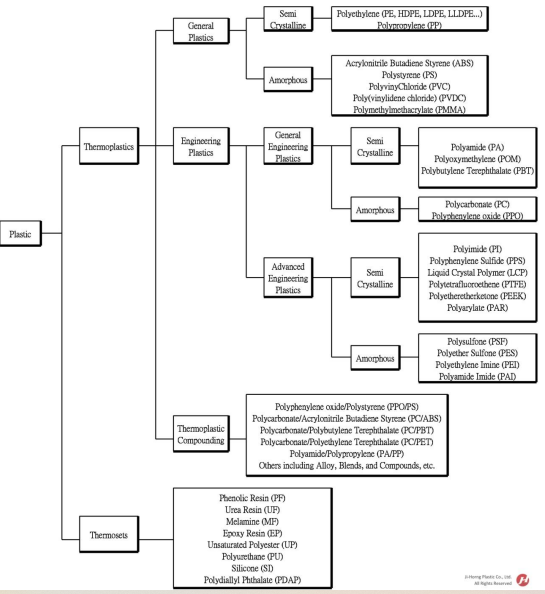 Plastic
Thermoplastics
General
Plastics
Semi
Crystalline
Polyethylene (PE, HDPE, LDPE, LLDPE...)
Polypropylene (PP)
Amorphous
Acrylonitrile Butadiene Styrene (ABS)
Polystyrene (PS)
PolyvinyChloride (PVC)
Poly(vinylidene chloride) (PVDC)
Polymethylmethacrylate (PMMA)
Engineering
Plastics
General
Engineering
Plastics
Semi
Crystalline
Polyamide (PA)
Polyoxymethylene (POM)
Polybutylene Terephthalate (PBT)
Amorphous
Polycarbonate (PC)
Polyphenylene oxide (PPO)
Advanced
Engineering
Plastics
Semi
Crystalline
Polyimide (PI)
Polyphenylene Sulfide (PPS)
Liquid Crystal Polymer (LCP)
Polytetrafluoroethene (PTFE)
Polyetheretherketone (PEEK)
Polyarylate (PAR)
Amorphous
Polysulfone (PSF)
Polyether Sulfone (PES)
Polyethylene Imine (PEI)
Polyamide Imide (PAI)
Thermoplastic
Compounding
Polyphenylene oxide/Polystyrene (PPO/PS)
Polycarbonate/Acrylonitrile Butadiene Styrene (PC/ABS)
Polycarbonate/Polybutylene Terephthalate (PC/PBT)
Polycarbonate/Polyethylene Terephthalate (PC/PET)
Polyamide/Polypropylene (PA/PP)
Others including Alloy, Blends, and Compounds, etc.
Thermosets
Phenolic Resin (PF)
Urea Resin (UF)
Melamine (MF)
Epoxy Resin (EP)
Unsaturated Polyester (UP)
Polyurethane (PU)
Silicone (SI)
Polydiallyl Phthalate (PDAP)
Ji-Horng Plastic Co., Ltd.
All Rights Reserved